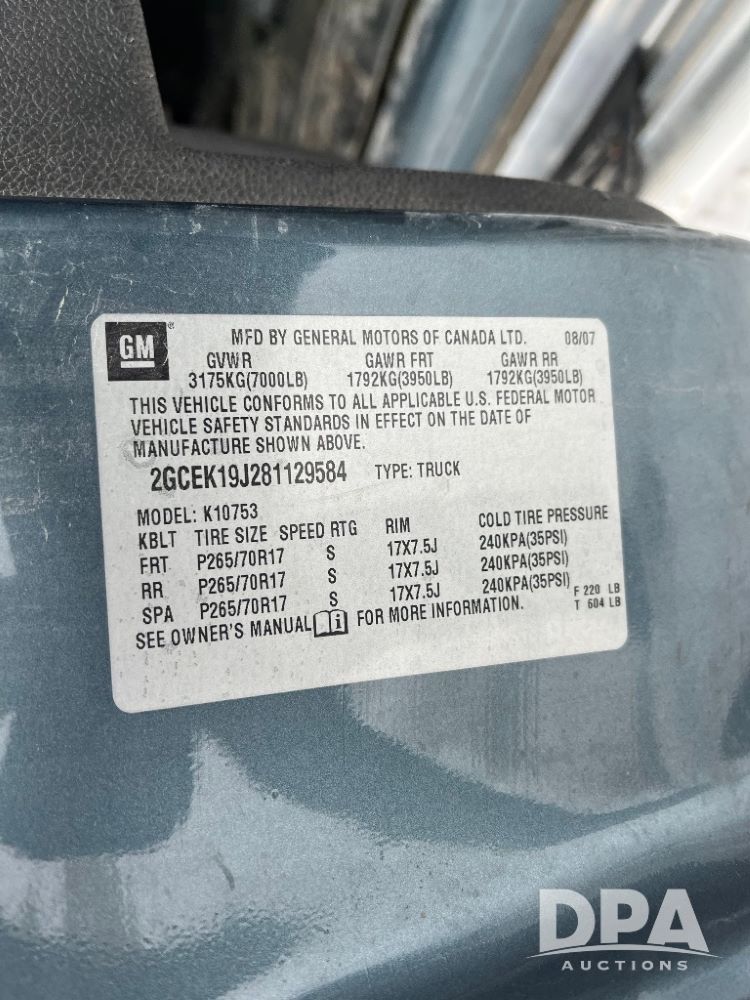 GM ® MFD BY GENERAL MOTORS OF CANADA LTD. 08/07
GVWR GAWR FRT GAWR RR
3175KG(7000LB) 1792KG(3950LB) 1792KG(3950LB)
THIS VEHICLE CONFORMS TO ALL APPLICABLE U.S. FEDERAL MOTOR
VEHICLE SAFETY STANDARDS IN EFFECT ON THE DATE OF
MANUFACTURE SHOWN ABOVE.
2GCEK19J281129584 TYPE: TRUCK
MODEL: K10753
KBLT TIRE SIZE SPEED RTG RIM COLD TIRE PRESSURE
FRT P265/70R17 S 17X7.5J 240KPA(35PSI)
RR P265/70R17 S 17X7.5J 240KPA(35PSI)
SPA P265/70R17 S 17X7.5J 240KPA(35PSI)
F 220 LB
T 604 LB
SEE OWNER'S MANUAL i FOR MORE INFORMATION.
DPA
AUCTIONS